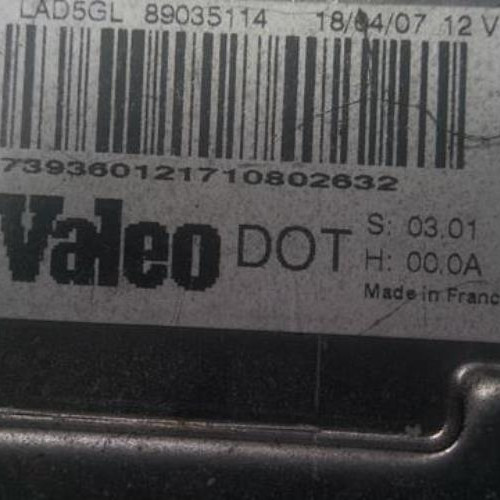 LAD5GL 89035114 18/04/07 12 V
739360121710802632
Valeo DOT S: 03.01
H: 00.0A
Made in Franc